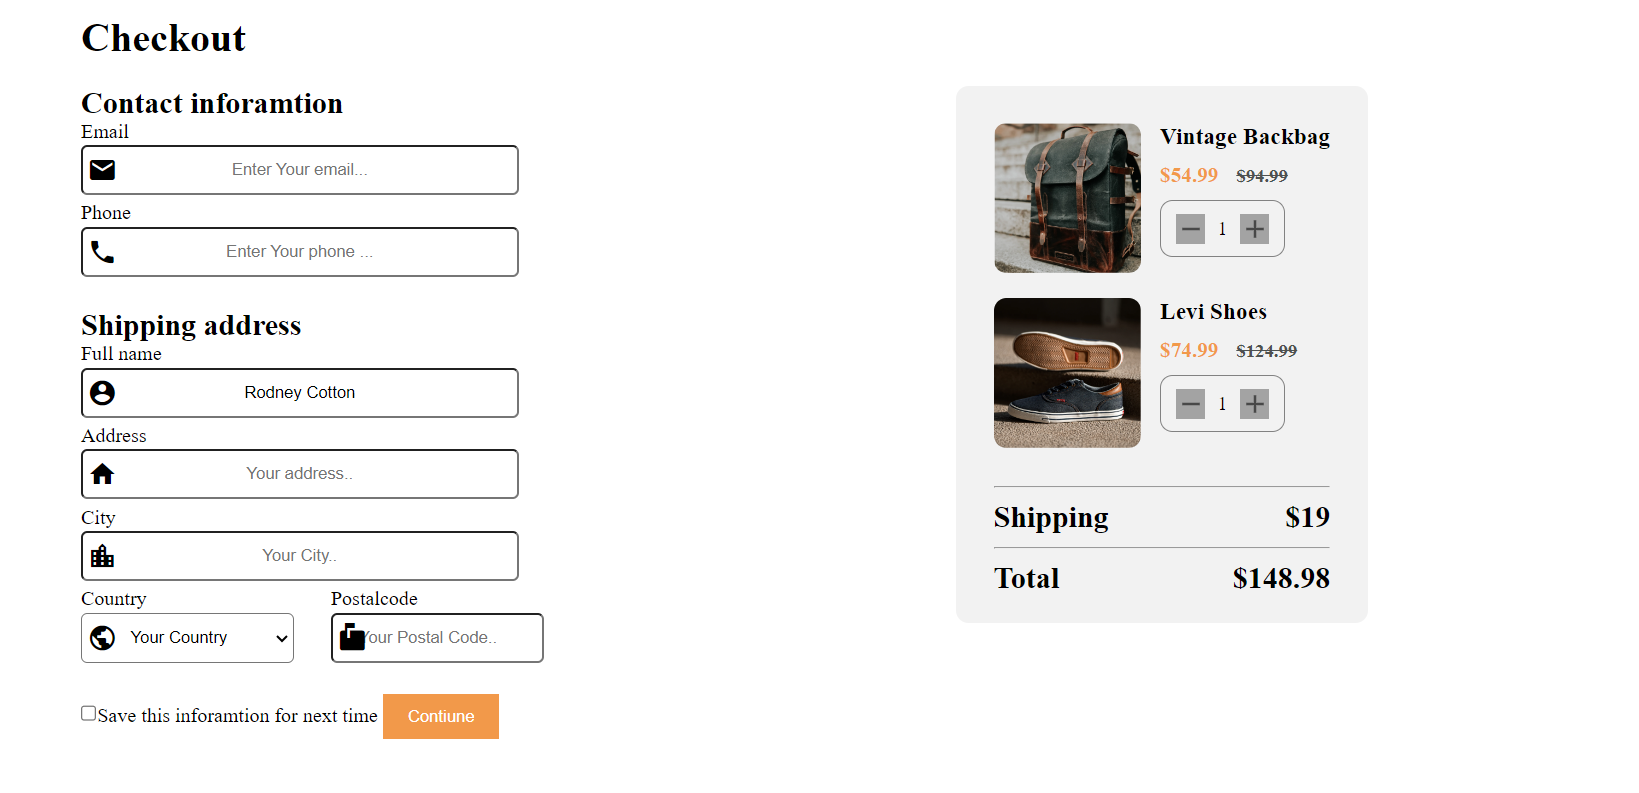 Checkout
Contact inforamtion
Email
Enter Your email...
Phone
Enter Your phone ...
Shipping address
Full name
Rodney Cotton
Address
Your address..
City
Your City..
Country
Postalcode
Your Country
Your Postal Code..
Save this inforamtion for next time
Contiune
Vintage Backbag
$54.99 $94.99
1
Levi Shoes
$74.99 $124.99
1
Shipping $19
Total $148.98